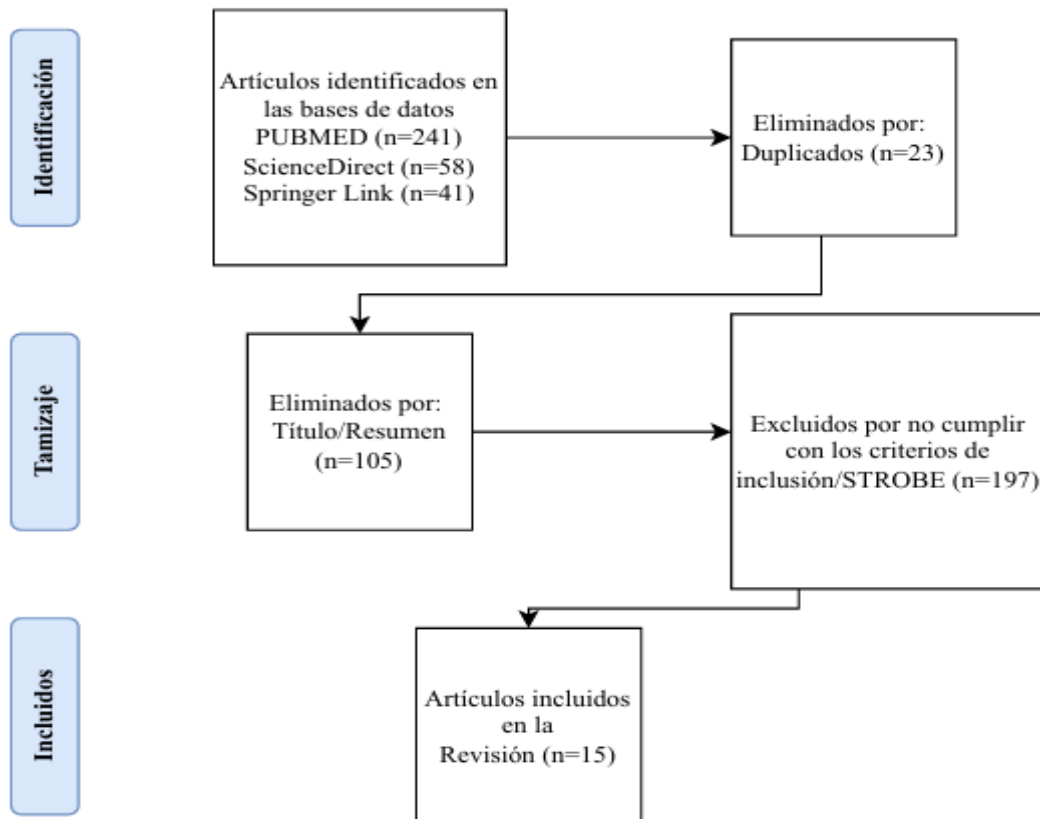 Identificación
Artículos identificados en
las bases de datos
PUBMED (n=241)
ScienceDirect (n=58)
Springer Link (n=41)
Eliminados por:
Duplicados (n=23)
Tamizaje
Eliminados por:
Título/Resumen
(n=105)
Excluidos por no cumplir
con los criterios de
inclusión/STROBE (n=197)
Incluidos
Artículos incluidos
en la
Revisión (n=15)